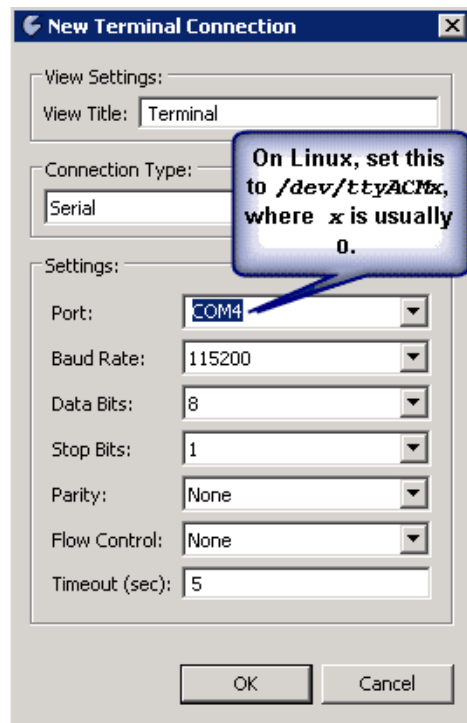 New Terminal Connection
View Settings:
View Title: Terminal
Connection Type:
Serial
On Linux, set this
to /dev/ttyACMx,
where x is usually
0.
Settings:
Port: COM4
Baud Rate: 115200
Data Bits: 8
Stop Bits: 1
Parity: None
Flow Control: None
Timeout (sec): 5
OK Cancel